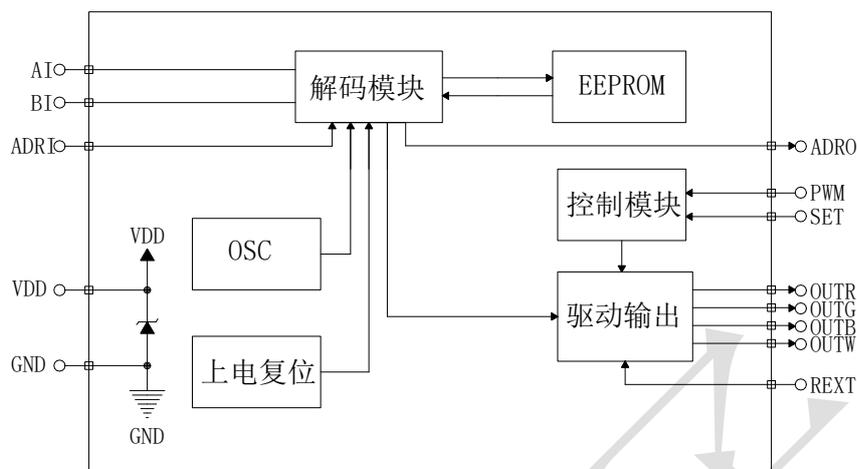 AI
BI
ADRI
解码模块
EEPROM
ADRO
控制模块
PWM
SET
OSC
VDD
VDD
驱动输出
OUTR
OUTG
OUTB
OUTW
GND
上电复位
REXT
GND